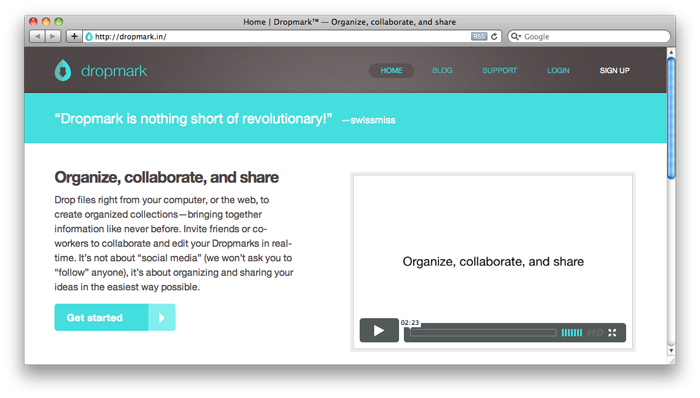 Home | Dropmark™ — Organize, collaborate, and share
http://dropmark.in/
RSS
Google
dropmark
HOME
BLOG
SUPPORT
LOGIN
SIGN UP
“Dropmark is nothing short of revolutionary!” —swissmiss
Organize, collaborate, and share
Drop files right from your computer, or the web, to
create organized collections—bringing together
information like never before. Invite friends or co-
workers to collaborate and edit your Dropmarks in real-
time. It’s not about “social media” (we won’t ask you to
“follow” anyone), it’s about organizing and sharing your
ideas in the easiest way possible.
Get started
Organize, collaborate, and share
02:23
HD